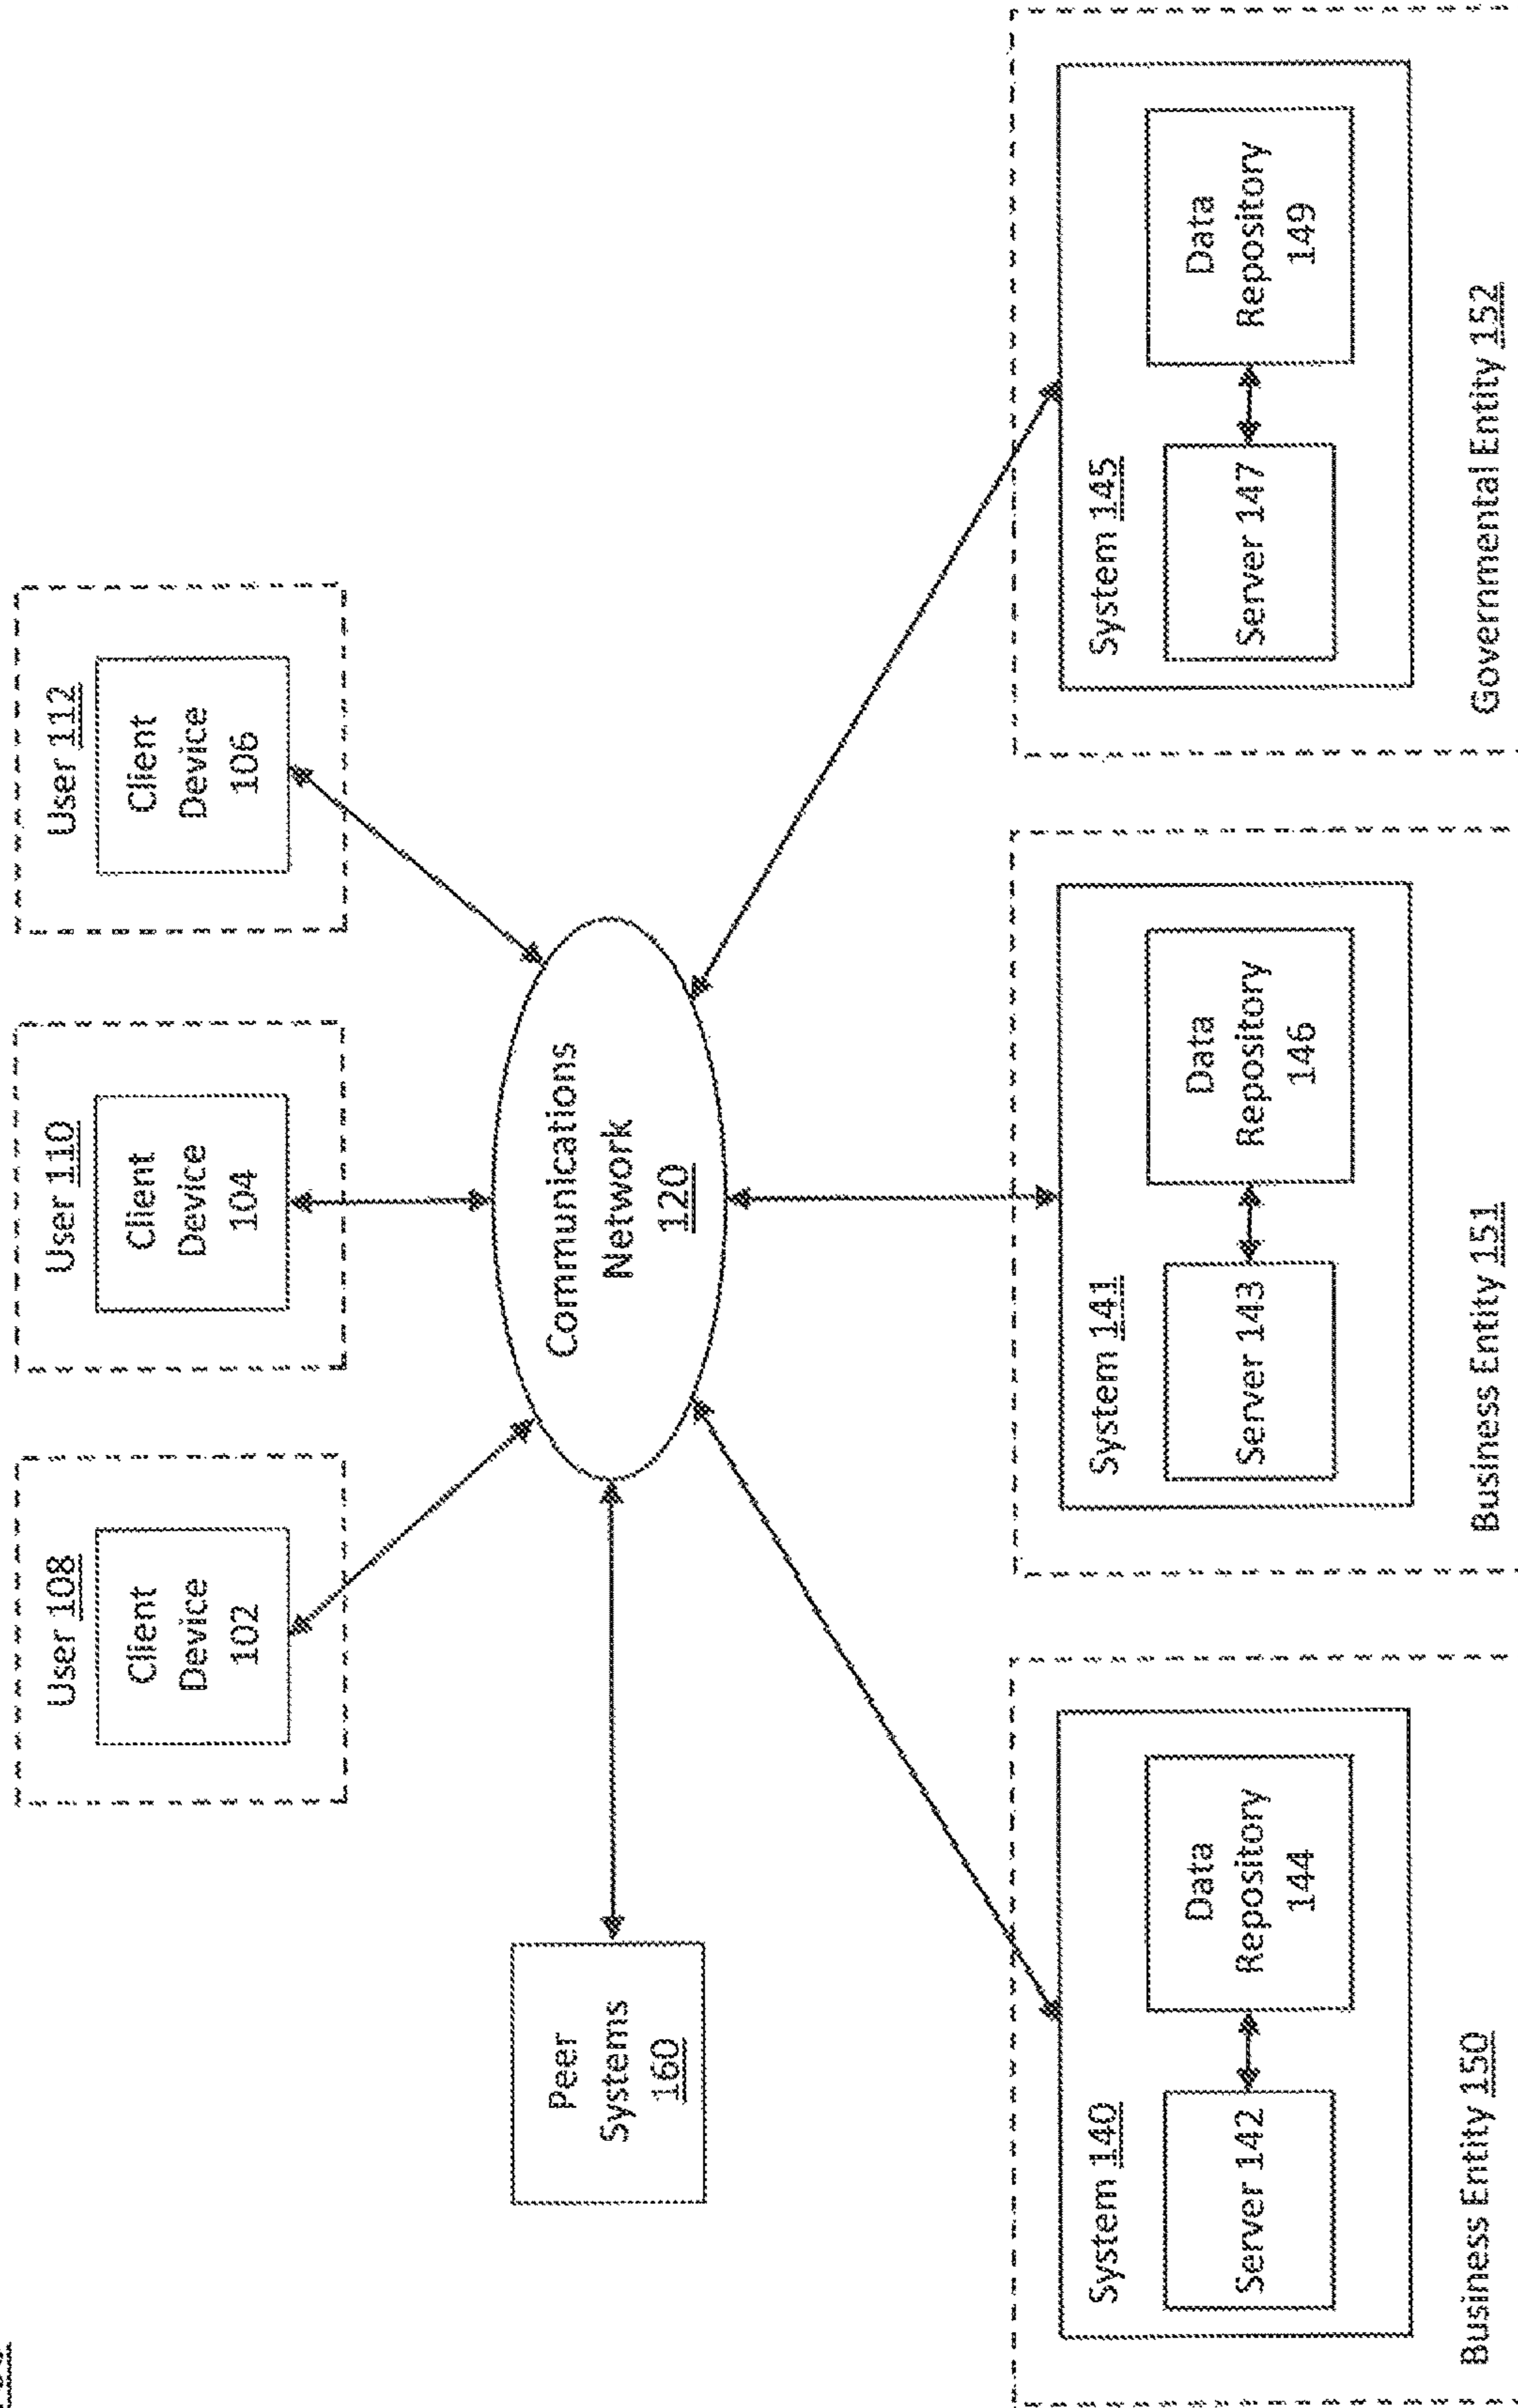 User 108
Client
Device
102
User 110
Client
Device
104
User 112
Client
Device
106
Peer
Systems
160
Communications
Network
120
System 140
Server 142
Data
Repository
144
Business Entity 150
System 141
Server 143
Data
Repository
146
Business Entity 151
System 145
Server 147
Data
Repository
149
Governmental Entity 152